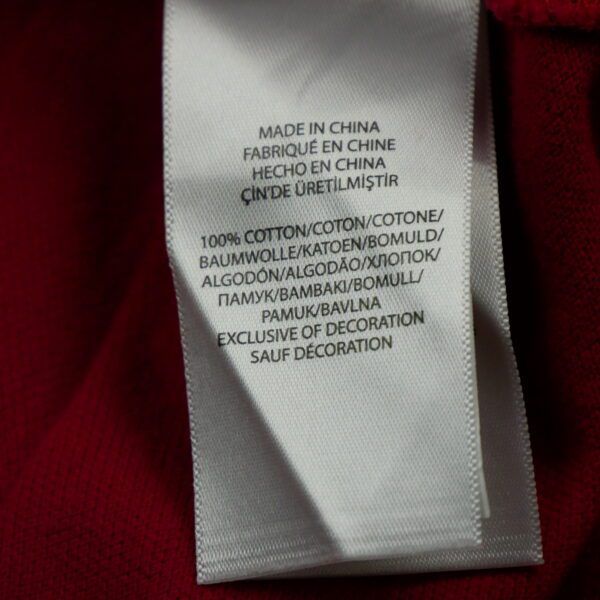 MADE IN CHINA
FABRIQUÉ EN CHINE
HECHO EN CHINA
ÇİN'DE ÜRETİLMİŞTİR
100% COTTON/COTON/COTONE/
BAUMWOLLE/KATOEN/BOMULD/
ALGODÓN/ALGODÃO/ХЛОПОК/
ПАМУК/BAMBAKI/BOMULL/
PAMUK/BAVLNA
EXCLUSIVE OF DECORATION
SAUF DÉCORATION